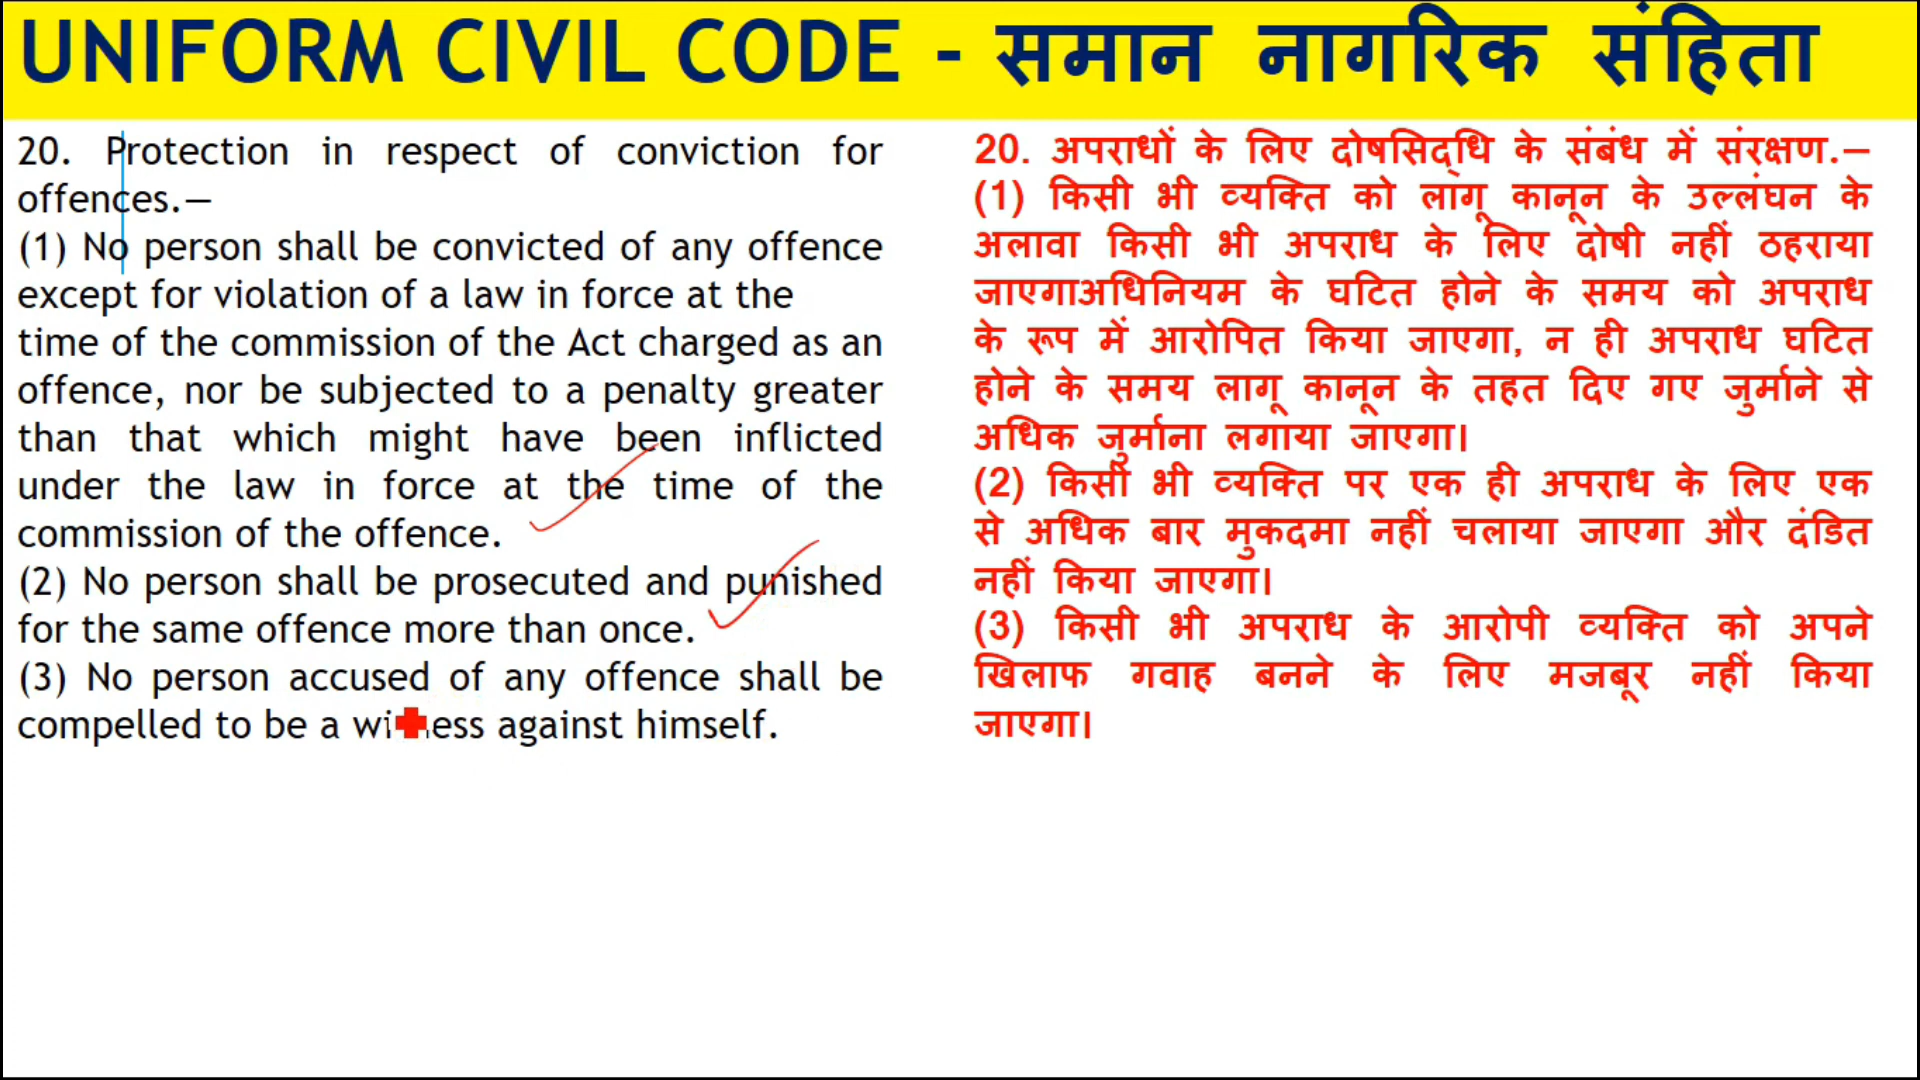 UNIFORM CIVIL CODE - समान नागरिक संहिता
20. Protection in respect of conviction for
offences.—
(1) No person shall be convicted of any offence
except for violation of a law in force at the
time of the commission of the Act charged as an
offence, nor be subjected to a penalty greater
than that which might have been inflicted
under the law in force at the time of the
commission of the offence.
(2) No person shall be prosecuted and punished
for the same offence more than once.
(3) No person accused of any offence shall be
compelled to be a witness against himself.
20. अपराधों के लिए दोषसिद्धि के संबंध में संरक्षण.—
(1) किसी भी व्यक्ति को लागू कानून के उल्लंघन के
अलावा किसी भी अपराध के लिए दोषी नहीं ठहराया
जाएगाअधिनियम के घटित होने के समय को अपराध
के रूप में आरोपित किया जाएगा, न ही अपराध घटित
होने के समय लागू कानून के तहत दिए गए जुर्माने से
अधिक जुर्माना लगाया जाएगा।
(2) किसी भी व्यक्ति पर एक ही अपराध के लिए एक
से अधिक बार मुकदमा नहीं चलाया जाएगा और दंडित
नहीं किया जाएगा।
(3) किसी भी अपराध के आरोपी व्यक्ति को अपने
खिलाफ गवाह बनने के लिए मजबूर नहीं किया
जाएगा।